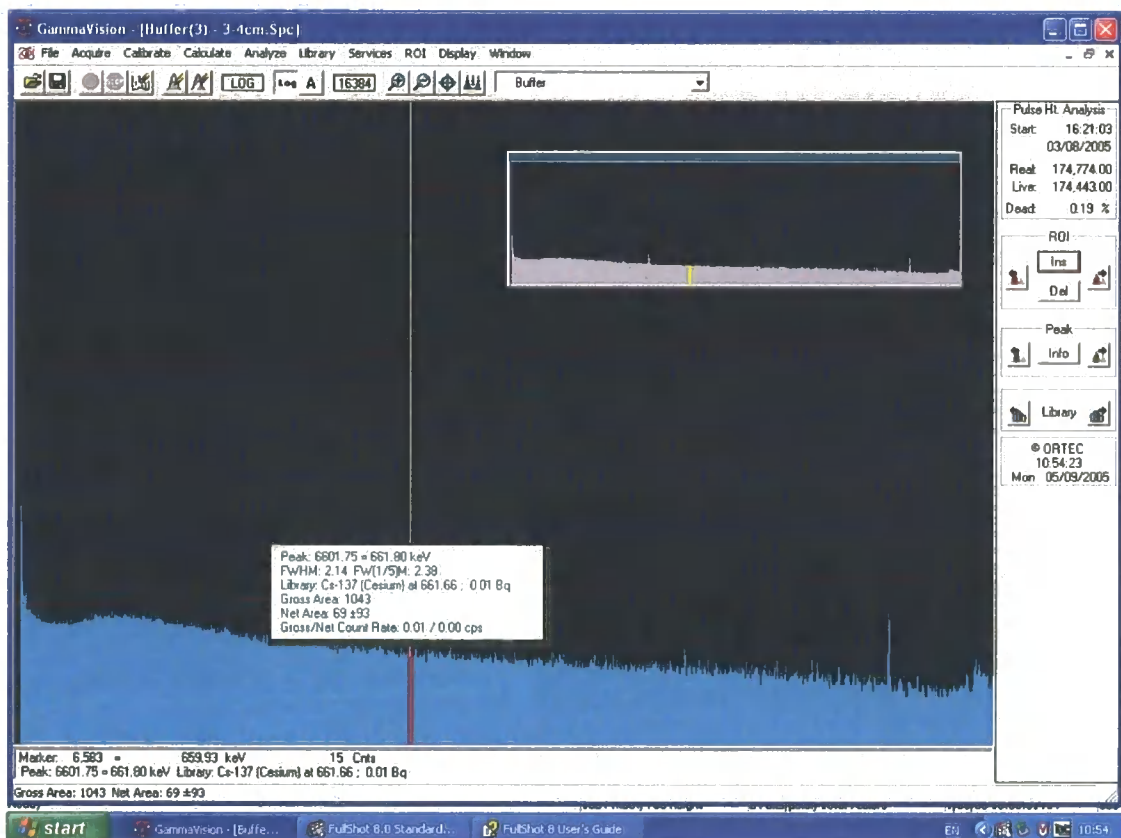 GammaVision - [Buffer(3) - 3-4cm.Spc]
File Acquire Calibrate Calculate Analyze Library Services ROI Display Window
LOG Log A 16384 Buffer
Pulse Ht. Analysis
Start: 16:21:03
03/08/2005
Real: 174,774.00
Live: 174,443.00
Dead: 0.19 %
ROI
Ins
Del
Peak
Info
Library
© ORTEC
10:54:23
Mon 05/09/2005
Peak: 6601.75 = 661.80 keV
FWHM: 2.14 FW(1/5)M: 2.39
Library: Cs-137 (Cesium) at 661.66 ; 0.01 Bq
Gross Area: 1043
Net Area: 69 ±93
Gross/Net Count Rate: 0.01 / 0.00 cps
Marker: 6,583 = 659.93 keV 15 Cnts
Peak: 6601.75 = 661.80 keV Library: Cs-137 (Cesium) at 661.66 ; 0.01 Bq
Gross Area: 1043 Net Area: 69 ±93
start GammaVision - [Buffe... FullShot 8.0 Standard... FullShot 8 User's Guide EN 10:54